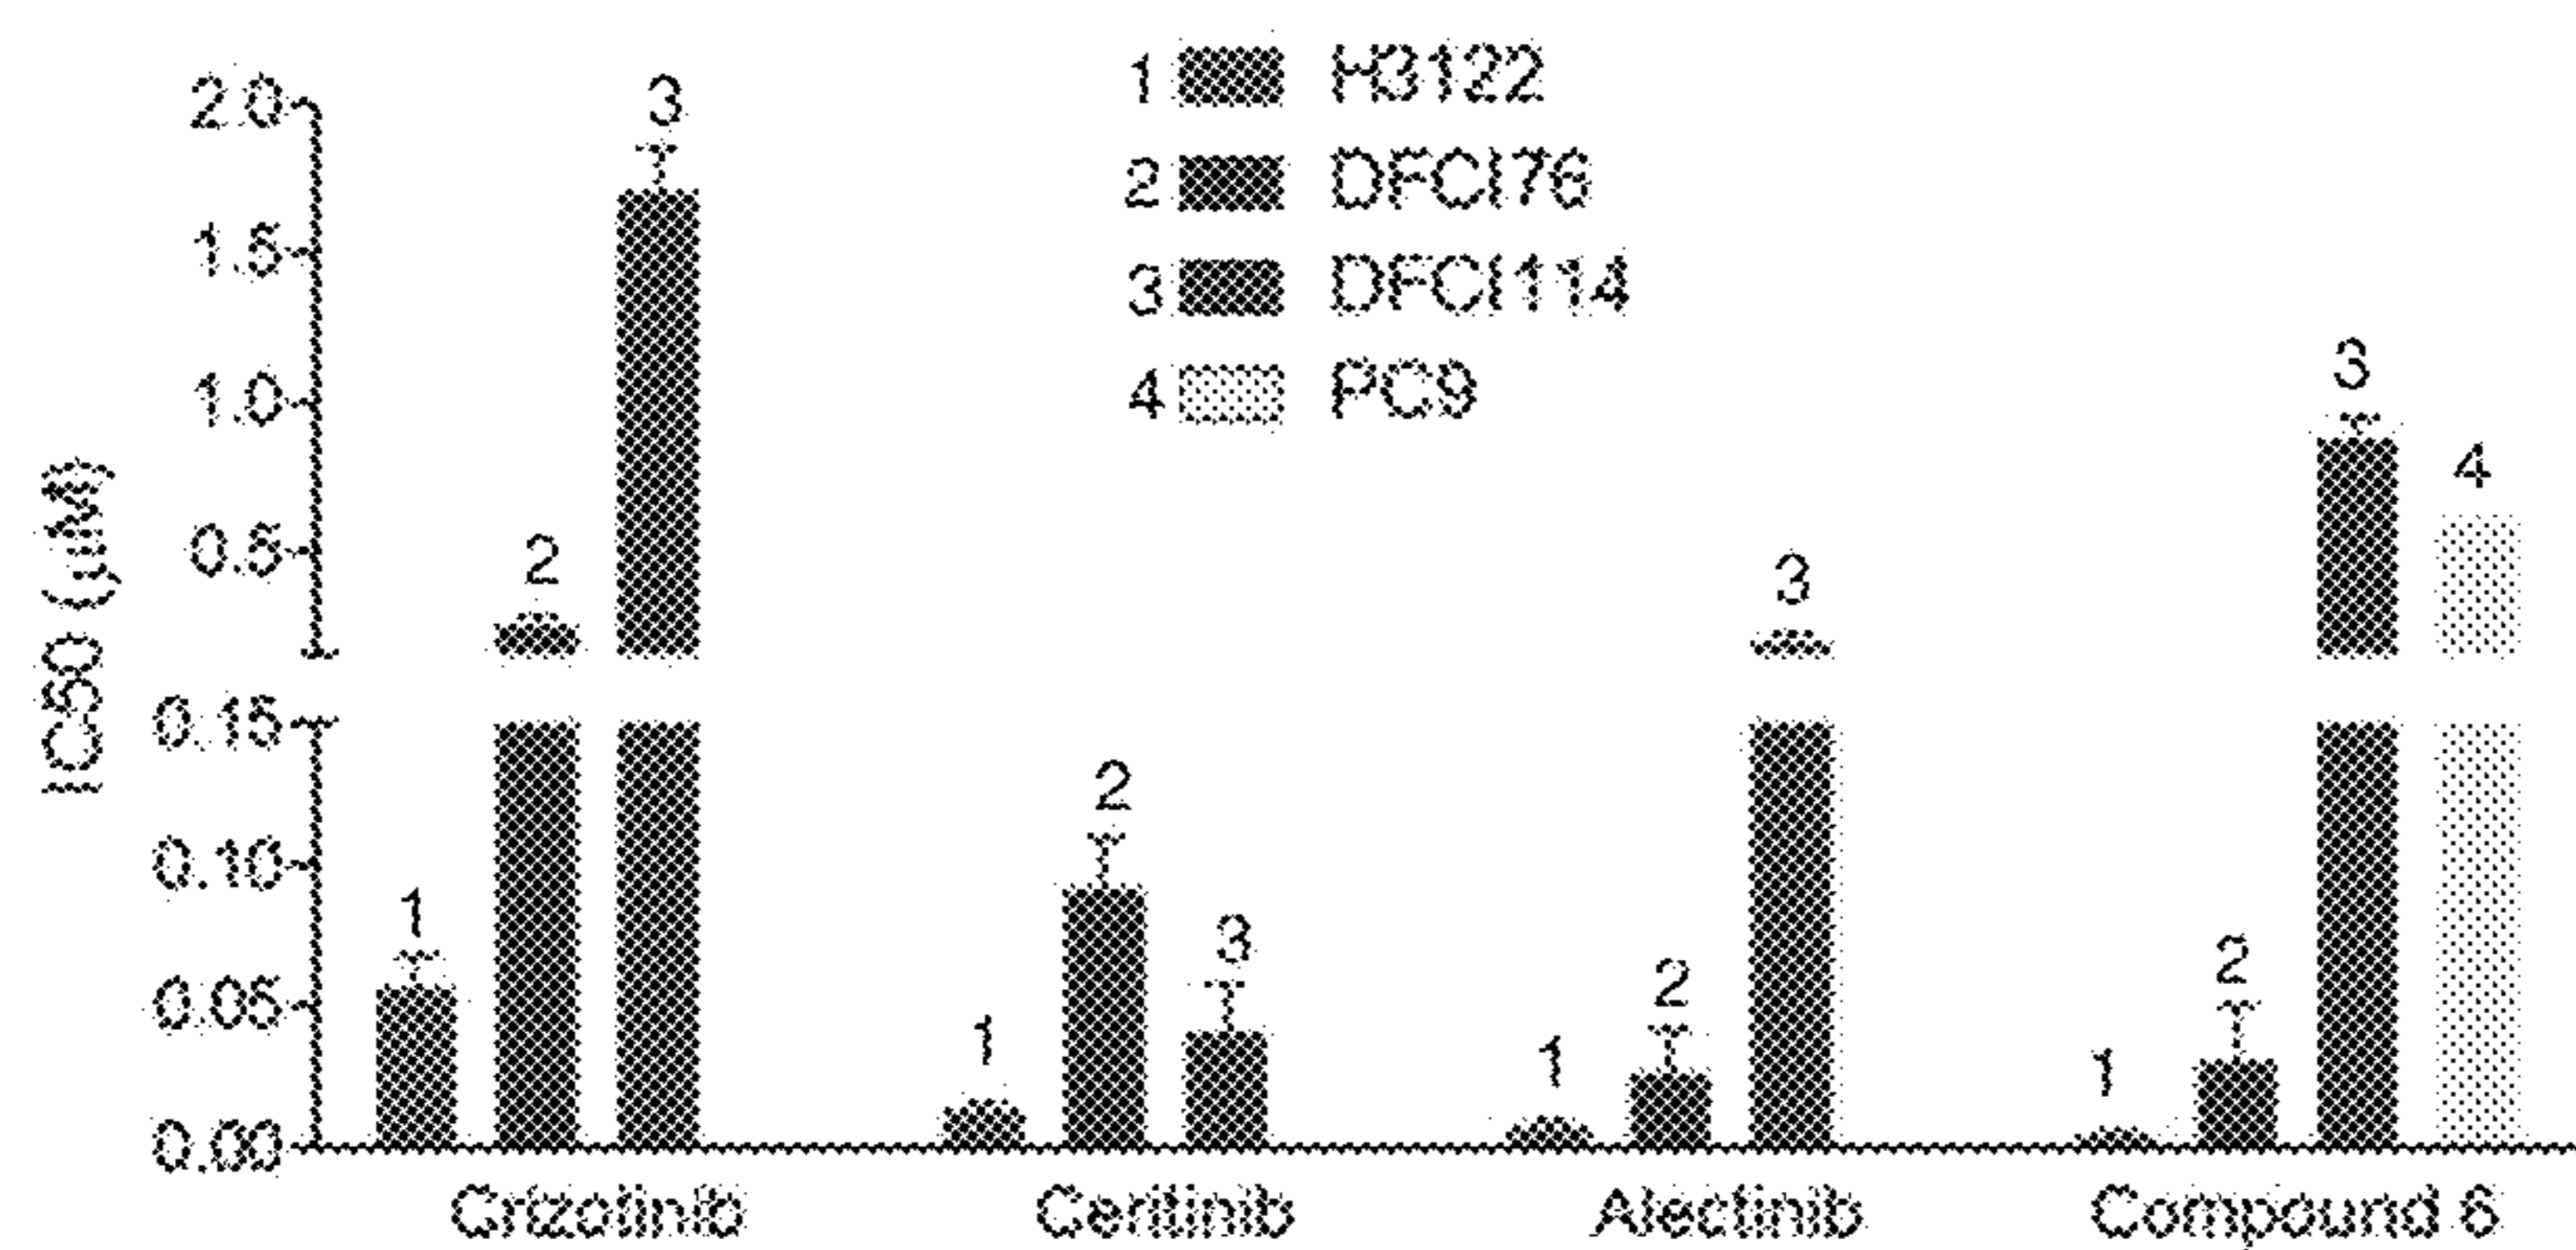 IC50 (µM)
2.0
1.5
1.0
0.5
0.15
0.10
0.05
0.00
1 H3122
2 DFCI76
3 DFCI114
4 PC9
1 2 3
1 2 3
1 2 3
1 2 3 4
Crizotinib Ceritinib Alectinib Compound 6